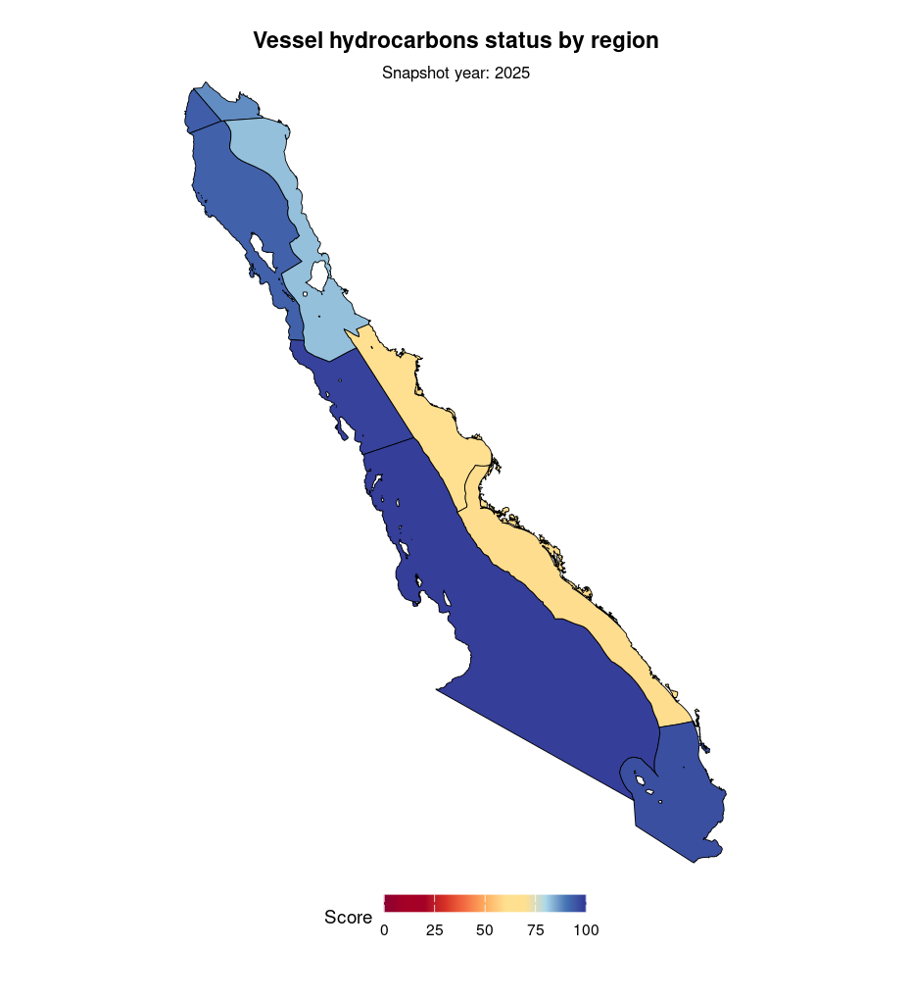 Vessel hydrocarbons status by region
Snapshot year: 2025
Score
0 25 50 75 100